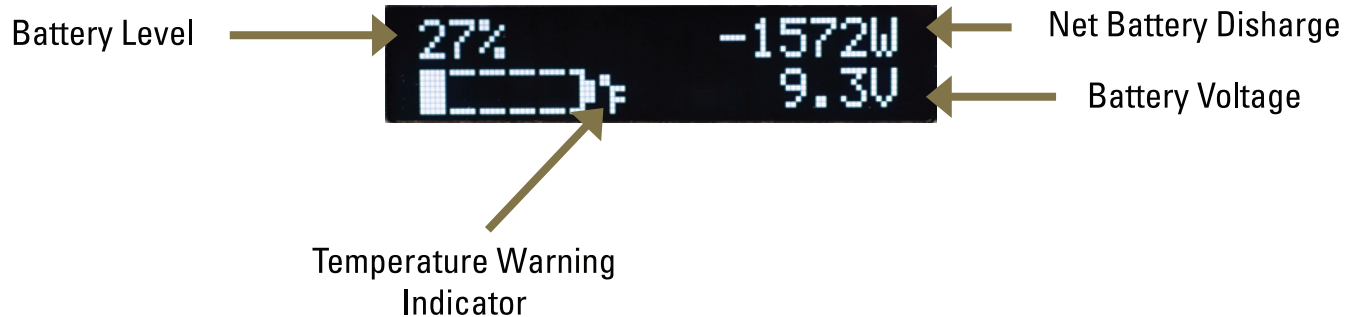 Battery Level
27%
-1572W
Net Battery Disharge
°F
9.3V
Battery Voltage
Temperature Warning
Indicator